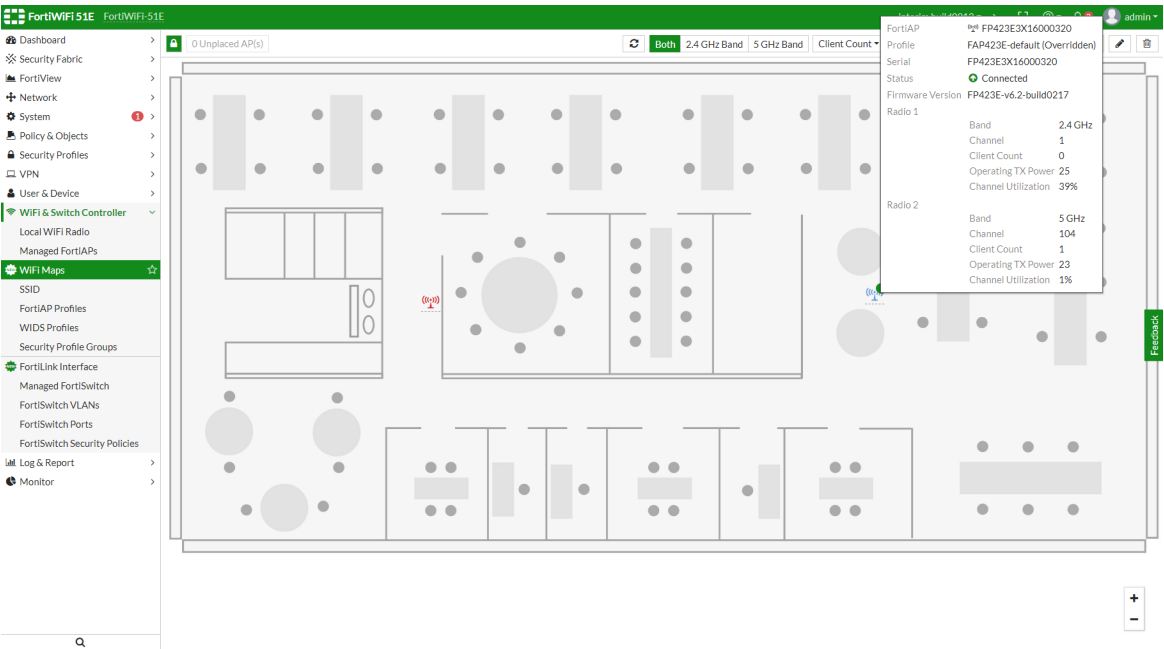 FortiWiFi 51E FortiWiFi-51E
admin
Dashboard
Security Fabric
FortiView
Network
System 1
Policy & Objects
Security Profiles
VPN
User & Device
WiFi & Switch Controller
Local WiFi Radio
Managed FortiAPs
WiFi Maps
SSID
FortiAP Profiles
WIDS Profiles
Security Profile Groups
FortiLink Interface
Managed FortiSwitch
FortiSwitch VLANs
FortiSwitch Ports
FortiSwitch Security Policies
Log & Report
Monitor
0 Unplaced AP(s)
Both 2.4 GHz Band 5 GHz Band Client Count
FortiAP FP423E3X16000320
Profile FAP423E-default (Overridden)
Serial FP423E3X16000320
Status Connected
Firmware Version FP423E-v6.2-build0217
Radio 1
Band 2.4 GHz
Channel 1
Client Count 0
Operating TX Power 25
Channel Utilization 39%
Radio 2
Band 5 GHz
Channel 104
Client Count 1
Operating TX Power 23
Channel Utilization 1%
Feedback
+
−